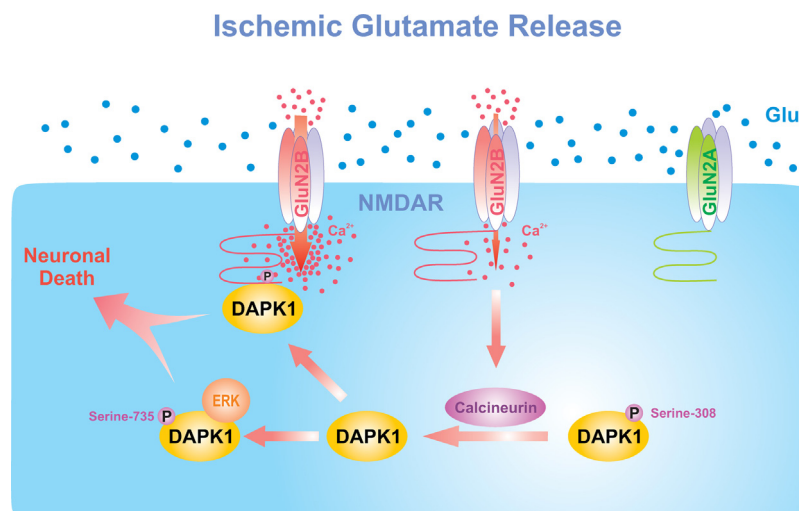 Ischemic Glutamate Release
Glu
GluN2B
GluN2B
GluN2A
NMDAR
Ca2+
Ca2+
Neuronal
Death
P
DAPK1
ERK
Serine-735
P
DAPK1
DAPK1
Calcineurin
P
Serine-308
DAPK1